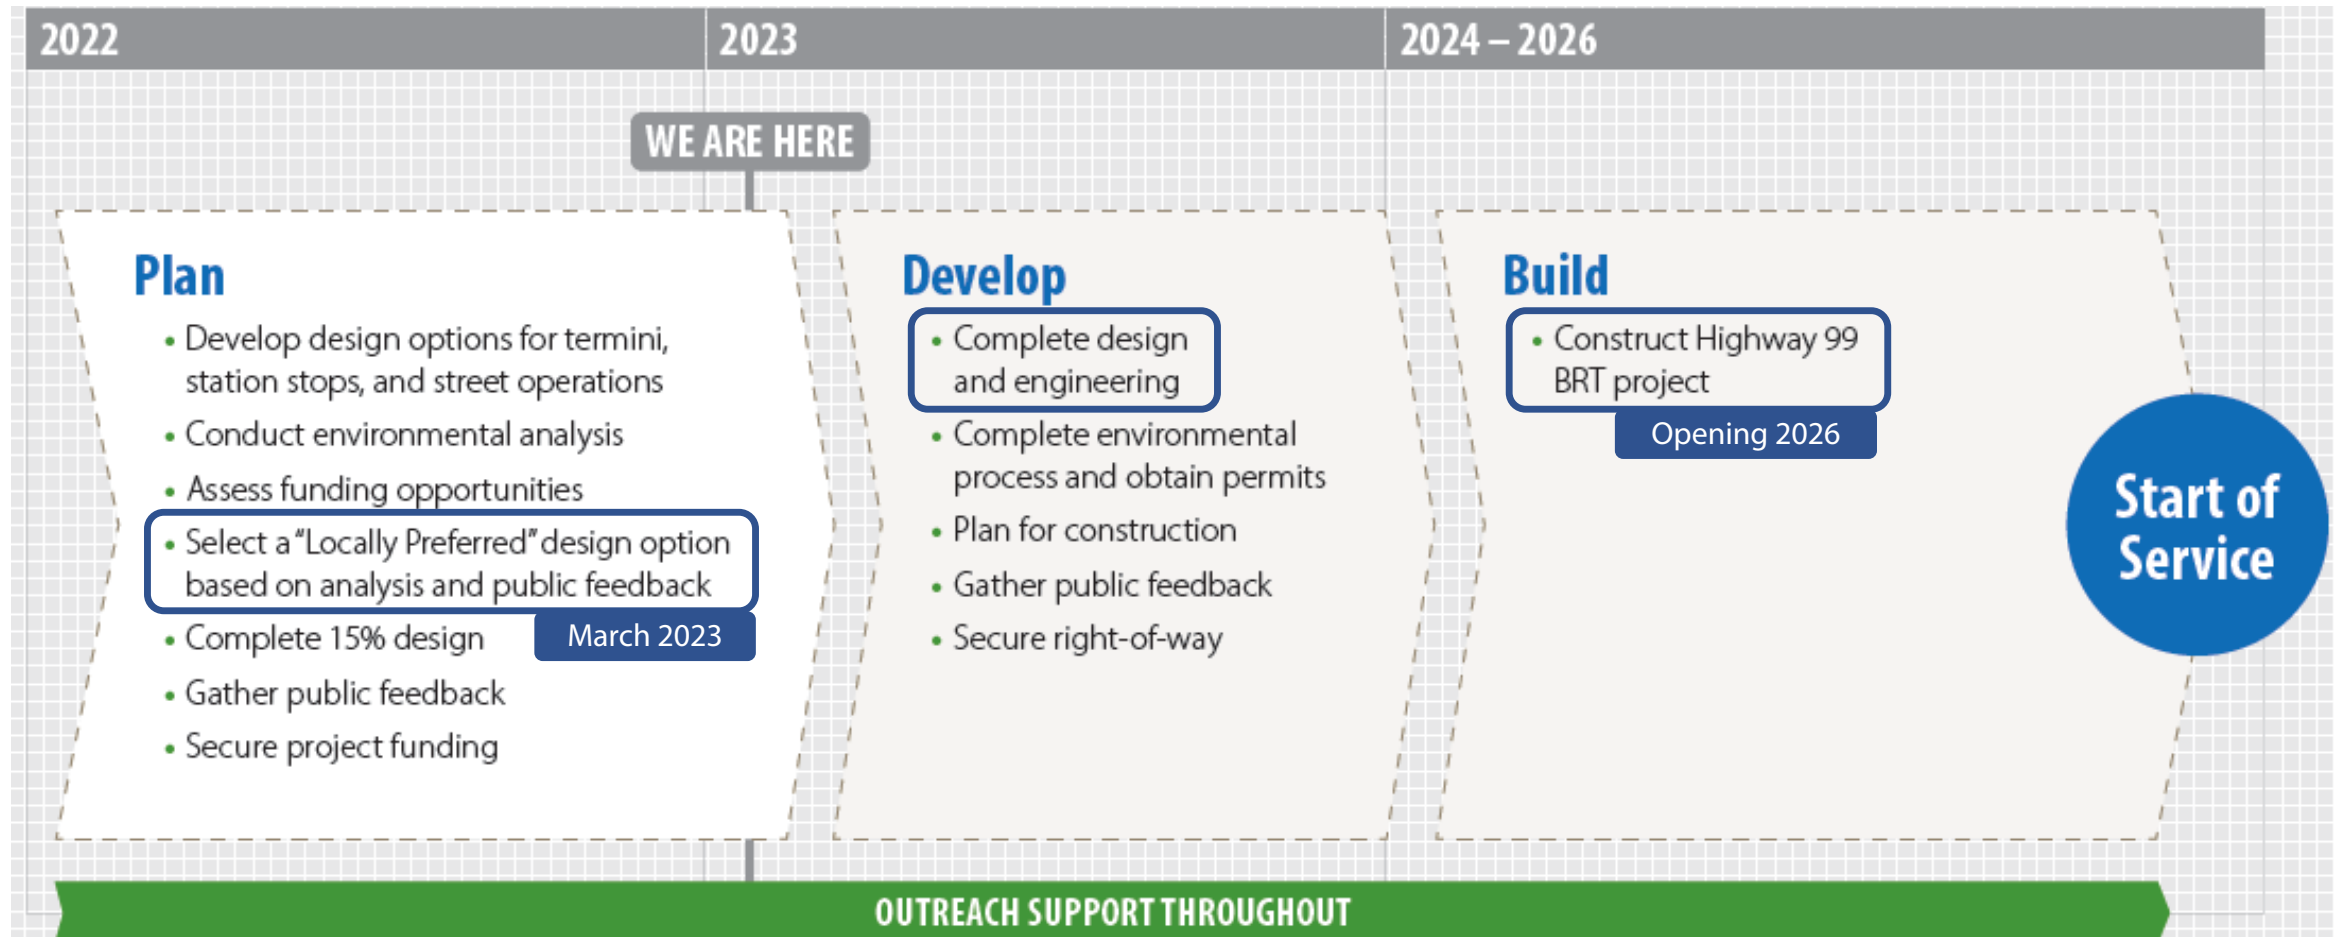 2022
2023
2024 – 2026
WE ARE HERE
Plan
• Develop design options for termini,
station stops, and street operations
• Conduct environmental analysis
• Assess funding opportunities
• Select a “Locally Preferred” design option
based on analysis and public feedback
March 2023
• Complete 15% design
• Gather public feedback
• Secure project funding
Develop
• Complete design
and engineering
• Complete environmental
process and obtain permits
• Plan for construction
• Gather public feedback
• Secure right-of-way
Build
• Construct Highway 99
BRT project
Opening 2026
Start of
Service
OUTREACH SUPPORT THROUGHOUT